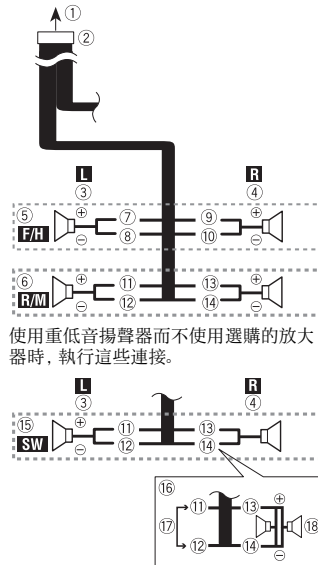 ①
②
L R
③ ④
⑤ ⊕ ⑦ ⑨ ⊕
F/H ⊖ ⑧ ⑩ ⊖
⑥ ⊕ ⑪ ⑬ ⊕
R/M ⊖ ⑫ ⑭ ⊖
使用重低音揚聲器而不使用選購的放大
器時，執行這些連接。
L R
③ ④
⑮ ⊕ ⑪ ⑬ ⊕
SW ⊖ ⑫ ⑭ ⊖
⑯
⑪ ⑬ ⊕
⑰ ⑱
⑫ ⑭ ⊖